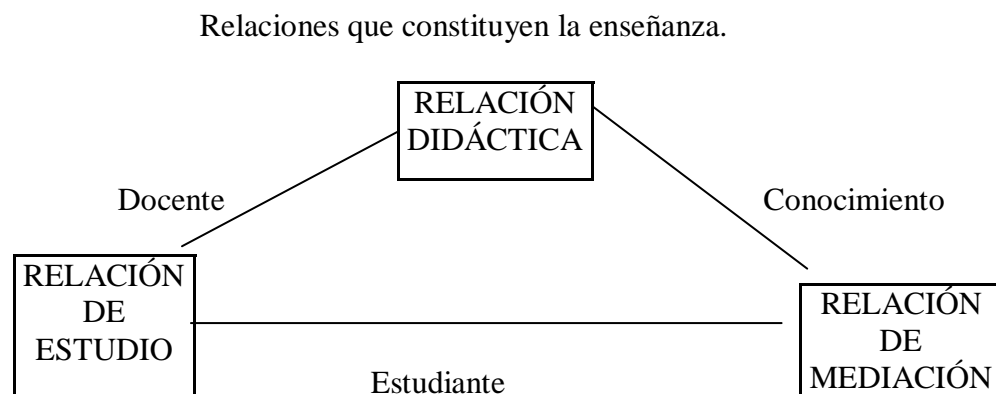 Relaciones que constituyen la enseñanza.
RELACIÓN
DIDÁCTICA
Docente
Conocimiento
RELACIÓN
DE
ESTUDIO
RELACIÓN
DE
MEDIACIÓN
Estudiante